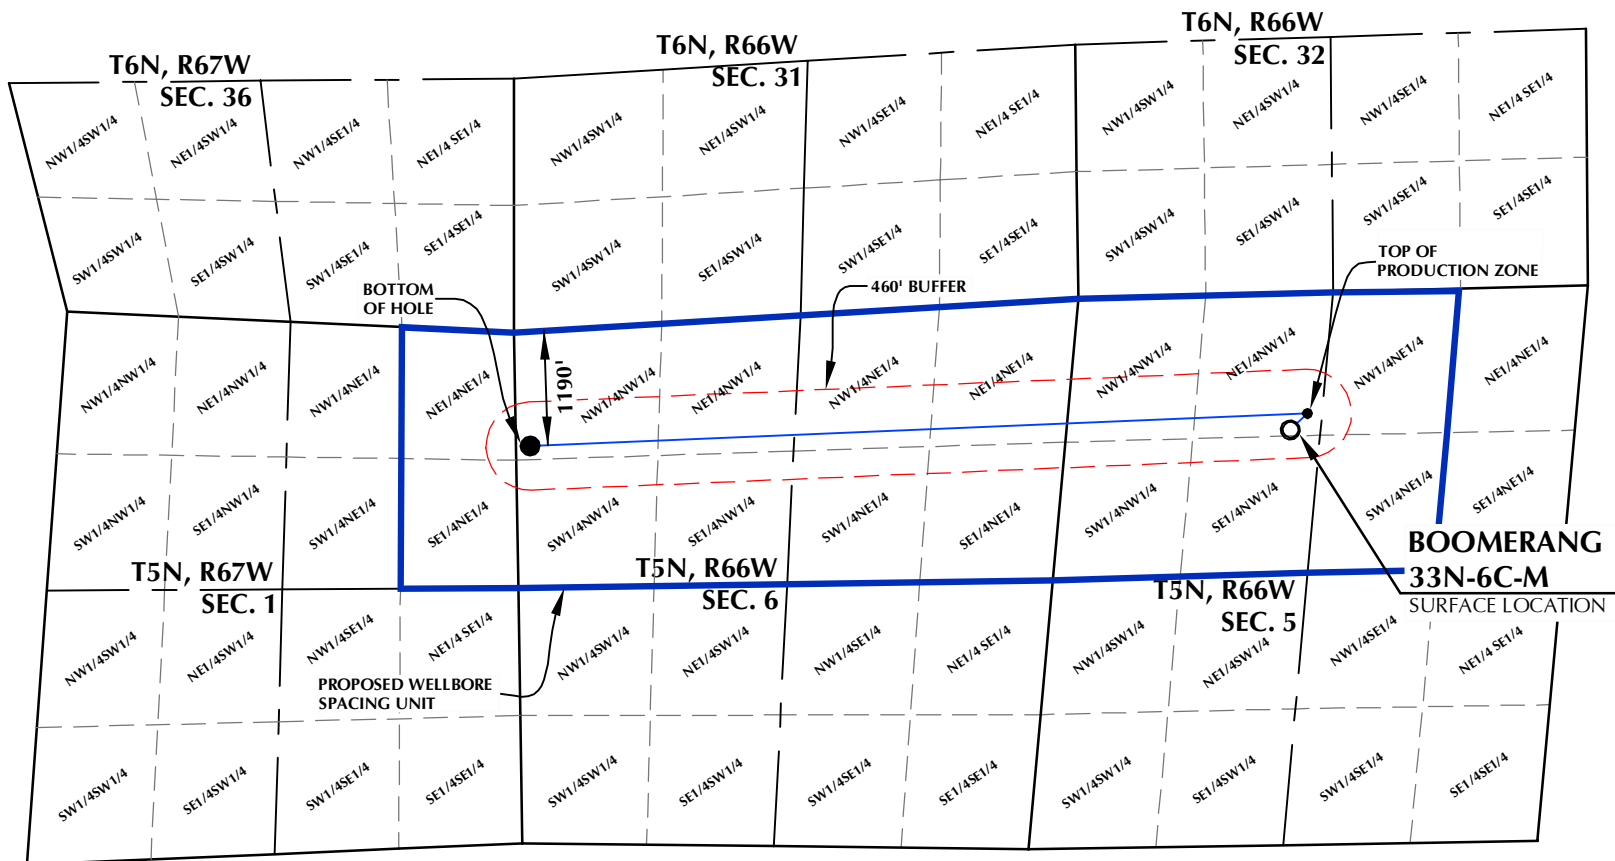 T6N, R67W
SEC. 36
T6N, R66W
SEC. 31
T6N, R66W
SEC. 32
NW1/4SW1/4
NE1/4SW1/4
NW1/4SE1/4
NE1/4 SE1/4
NW1/4SW1/4
NE1/4SW1/4
NW1/4SE1/4
NE1/4 SE1/4
NW1/4SW1/4
NE1/4SW1/4
NW1/4SE1/4
NE1/4 SE1/4
SW1/4SW1/4
SE1/4SW1/4
SW1/4SE1/4
SE1/4SE1/4
SW1/4SW1/4
SE1/4SW1/4
SW1/4SE1/4
SE1/4SE1/4
SW1/4SW1/4
SE1/4SW1/4
SW1/4SE1/4
SE1/4SE1/4
BOTTOM
OF HOLE
460' BUFFER
TOP OF
PRODUCTION ZONE
1190'
NW1/4NW1/4
NE1/4NW1/4
NW1/4NE1/4
NE1/4NE1/4
NW1/4NW1/4
NE1/4NW1/4
NW1/4NE1/4
NE1/4NE1/4
NW1/4NW1/4
NE1/4NW1/4
NW1/4NE1/4
NE1/4NE1/4
SW1/4NW1/4
SE1/4NW1/4
SW1/4NE1/4
SE1/4NE1/4
SW1/4NW1/4
SE1/4NW1/4
SW1/4NE1/4
SE1/4NE1/4
SW1/4NW1/4
SE1/4NW1/4
SW1/4NE1/4
SE1/4NE1/4
BOOMERANG
33N-6C-M
SURFACE LOCATION
T5N, R67W
SEC. 1
T5N, R66W
SEC. 6
T5N, R66W
SEC. 5
NW1/4SW1/4
NE1/4SW1/4
NW1/4SE1/4
NE1/4 SE1/4
NW1/4SW1/4
NE1/4SW1/4
NW1/4SE1/4
NE1/4 SE1/4
NW1/4SW1/4
NE1/4SW1/4
NW1/4SE1/4
NE1/4 SE1/4
PROPOSED WELLBORE
SPACING UNIT
SW1/4SW1/4
SE1/4SW1/4
SW1/4SE1/4
SE1/4SE1/4
SW1/4SW1/4
SE1/4SW1/4
SW1/4SE1/4
SE1/4SE1/4
SW1/4SW1/4
SE1/4SW1/4
SW1/4SE1/4
SE1/4SE1/4